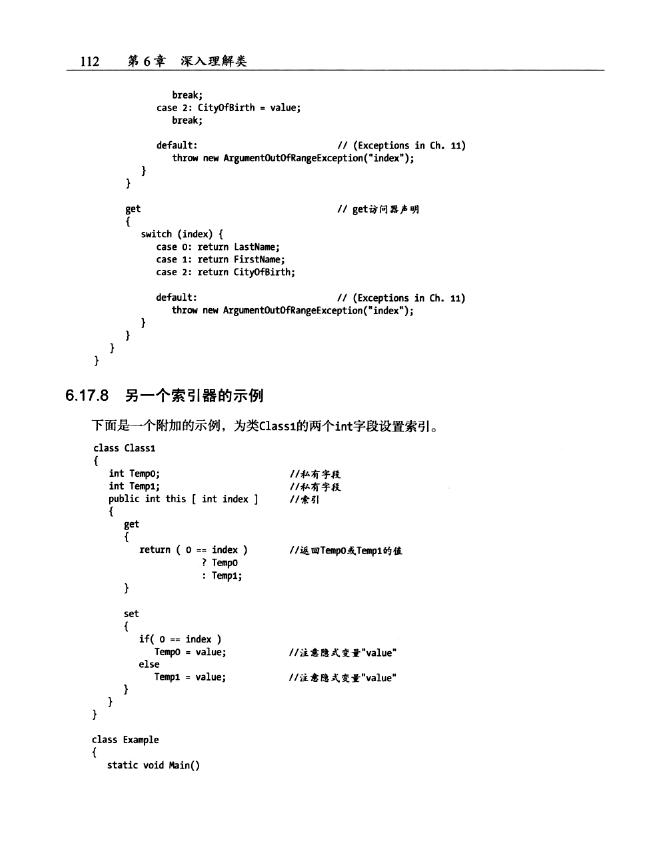 112 第6章 深入理解类
break;
case 2: CityOfBirth = value;
break;
default: // (Exceptions in Ch. 11)
throw new ArgumentOutOfRangeException("index");
}
}
get // get访问器声明
{
switch (index) {
case 0: return LastName;
case 1: return FirstName;
case 2: return CityOfBirth;
default: // (Exceptions in Ch. 11)
throw new ArgumentOutOfRangeException("index");
}
}
}
}
6.17.8 另一个索引器的示例
下面是一个附加的示例，为类Class1的两个int字段设置索引。
class Class1
{
int Temp0; //私有字段
int Temp1; //私有字段
public int this [ int index ] //索引
{
get
{
return ( 0 == index ) //返回Temp0或Temp1的值
? Temp0
: Temp1;
}
set
{
if( 0 == index )
Temp0 = value; //注意隐式变量"value"
else
Temp1 = value; //注意隐式变量"value"
}
}
}
class Example
{
static void Main()